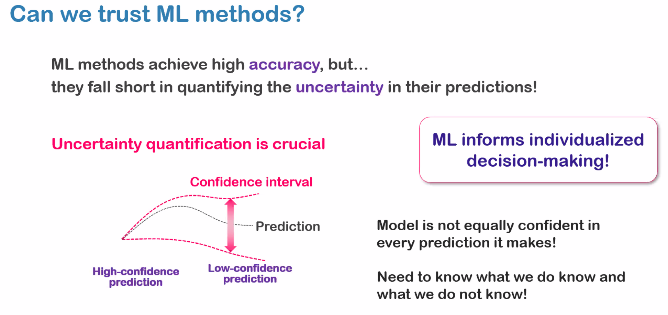 Can we trust ML methods?
ML methods achieve high accuracy, but...
they fall short in quantifying the uncertainty in their predictions!
Uncertainty quantification is crucial
ML informs individualized
decision-making!
Confidence interval
Prediction
High-confidence
prediction
Low-confidence
prediction
Model is not equally confident in
every prediction it makes!
Need to know what we do know and
what we do not know!